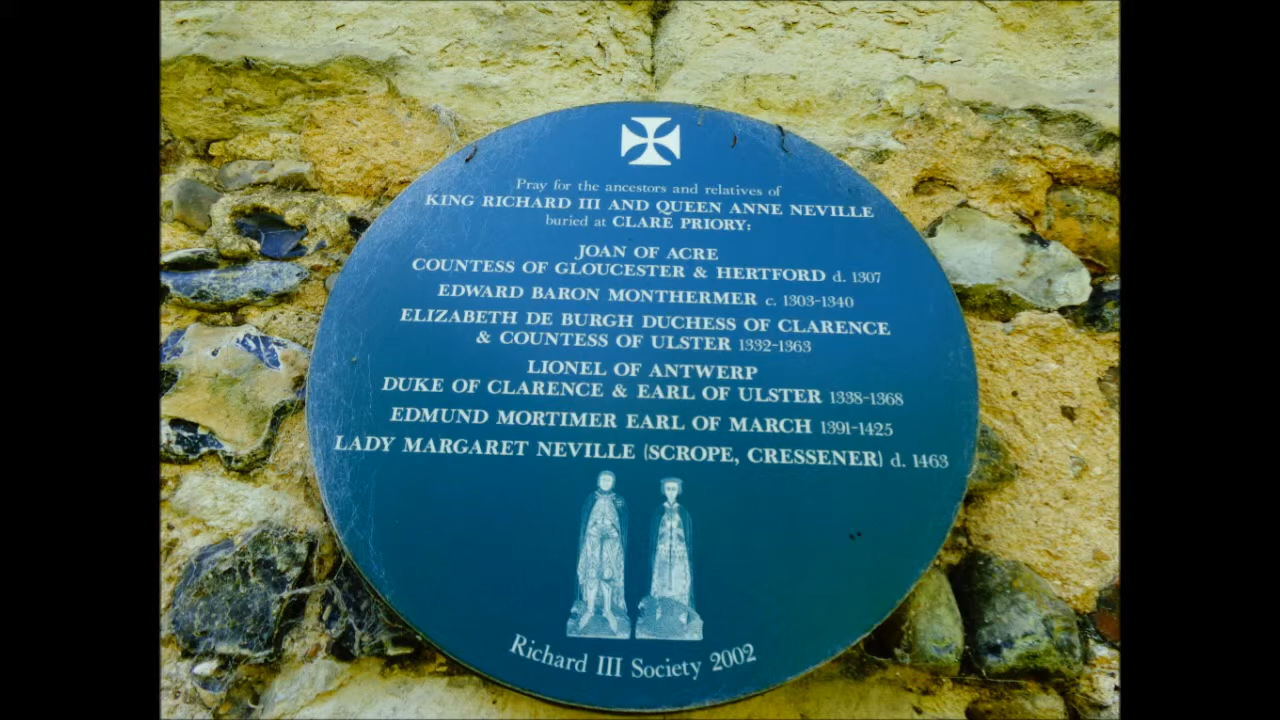 Pray for the ancestors and relatives of
KING RICHARD III AND QUEEN ANNE NEVILLE
buried at CLARE PRIORY:
JOAN OF ACRE
COUNTESS OF GLOUCESTER & HERTFORD d. 1307
EDWARD BARON MONTHERMER c. 1303-1340
ELIZABETH DE BURGH DUCHESS OF CLARENCE
& COUNTESS OF ULSTER 1332-1363
LIONEL OF ANTWERP
DUKE OF CLARENCE & EARL OF ULSTER 1338-1368
EDMUND MORTIMER EARL OF MARCH 1391-1425
LADY MARGARET NEVILLE (SCROPE, CRESSENER) d. 1463
Richard III Society 2002